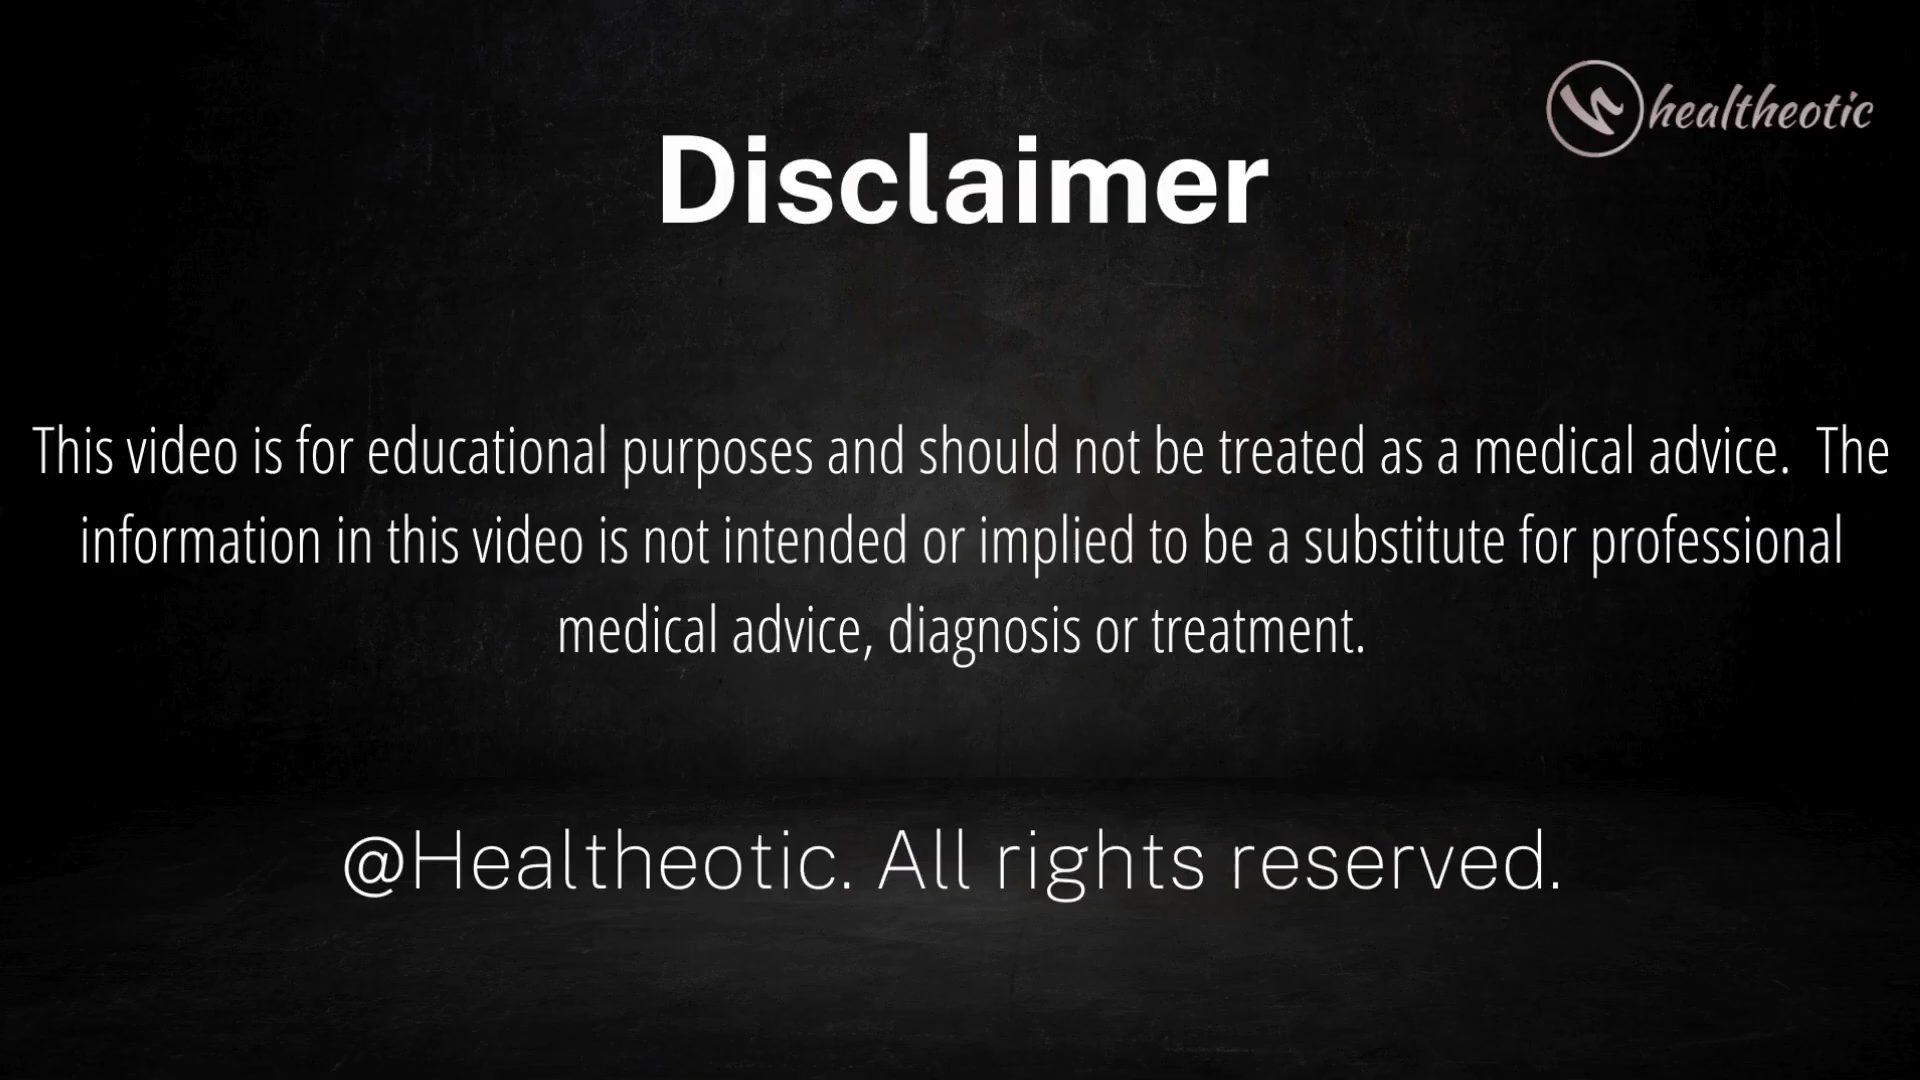 healtheotic
Disclaimer
This video is for educational purposes and should not be treated as a medical advice.  The
information in this video is not intended or implied to be a substitute for professional
medical advice, diagnosis or treatment.
@Healtheotic. All rights reserved.